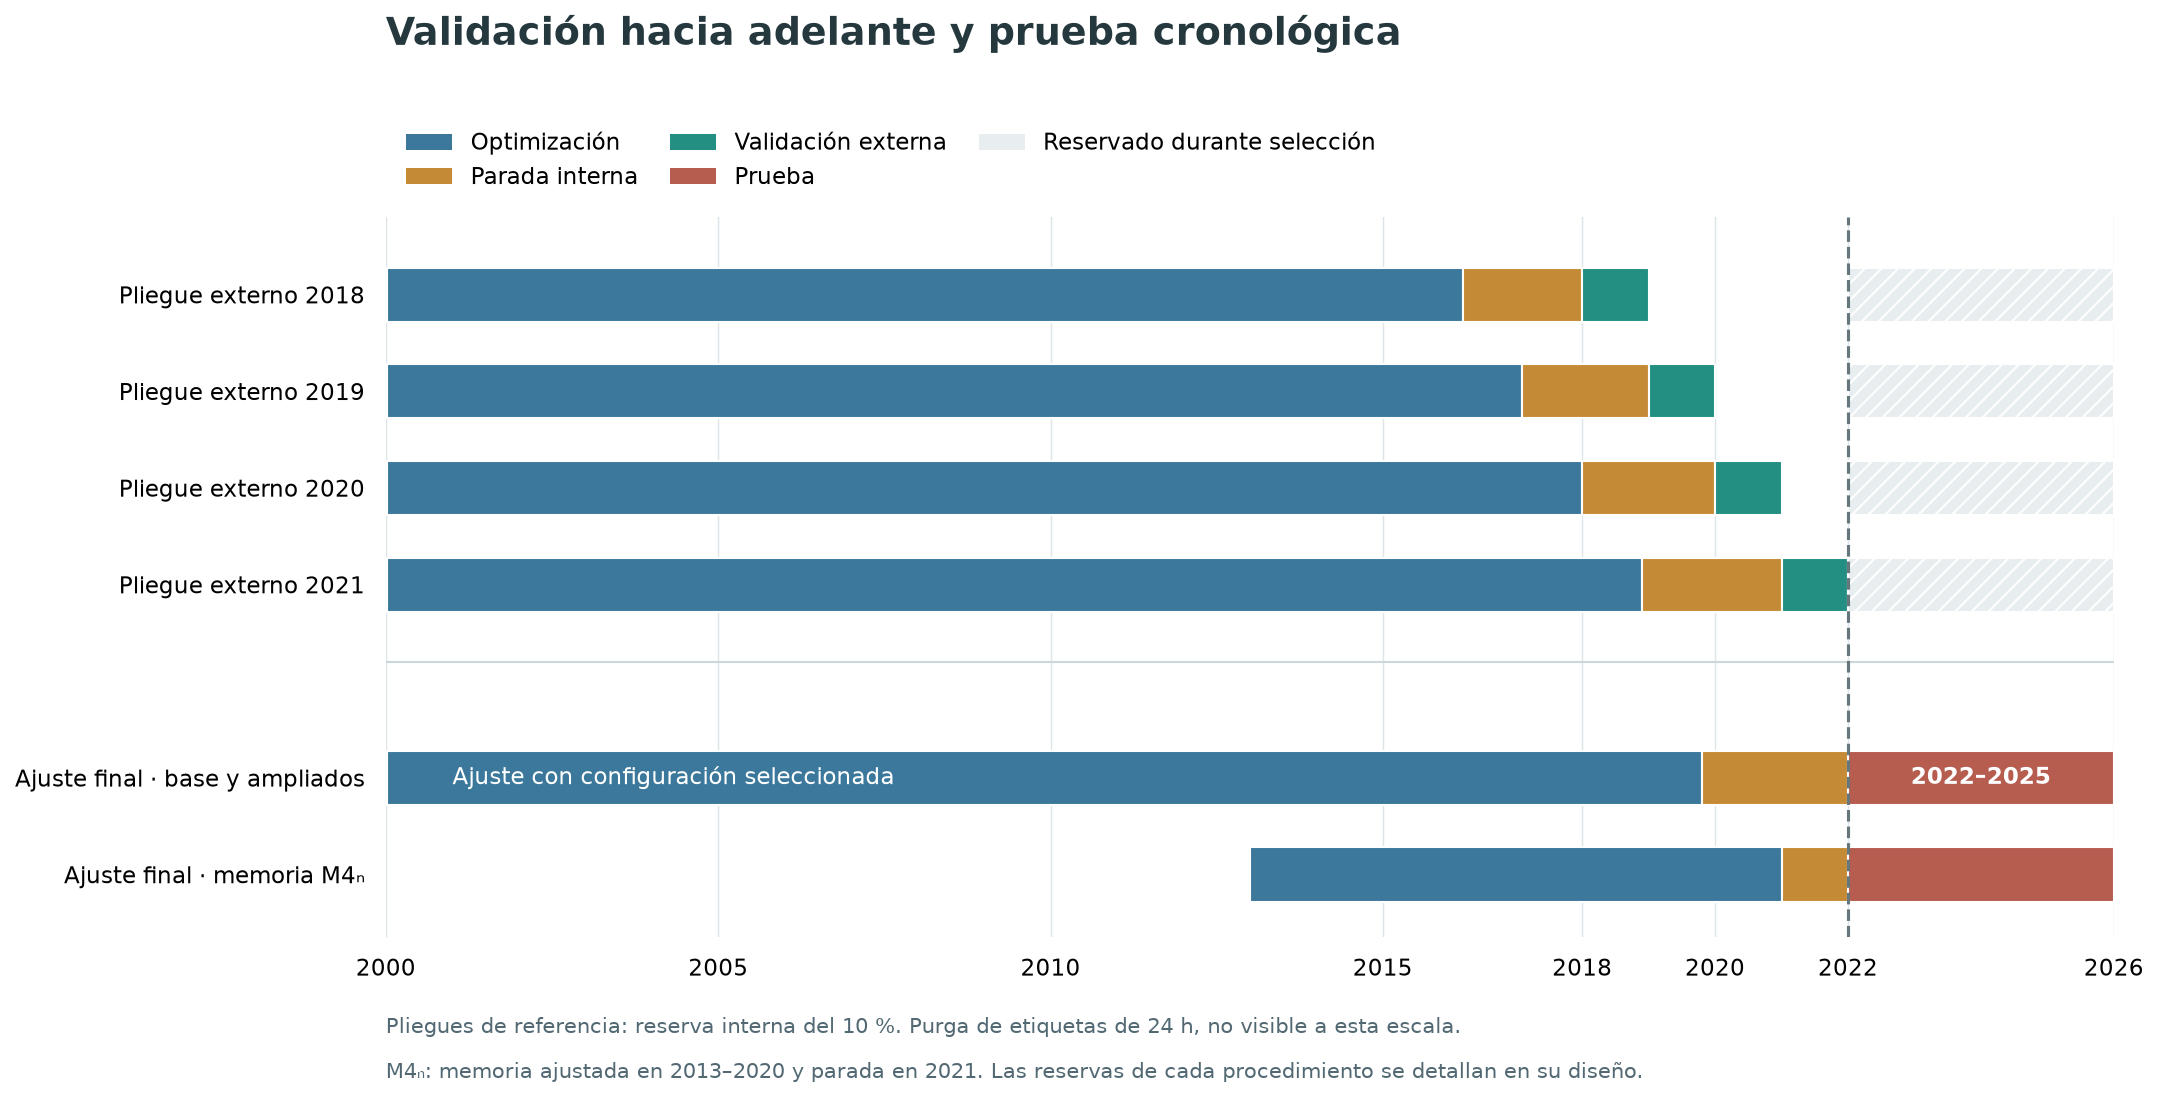 Validación hacia adelante y prueba cronológica
Optimización
Validación externa
Reservado durante selección
Parada interna
Prueba
Pliegue externo 2018
Pliegue externo 2019
Pliegue externo 2020
Pliegue externo 2021
Ajuste final · base y ampliados
Ajuste con configuración seleccionada
2022–2025
Ajuste final · memoria M4ₙ
2000 2005 2010 2015 2018 2020 2022 2026
Pliegues de referencia: reserva interna del 10 %. Purga de etiquetas de 24 h, no visible a esta escala.
M4ₙ: memoria ajustada en 2013–2020 y parada en 2021. Las reservas de cada procedimiento se detallan en su diseño.